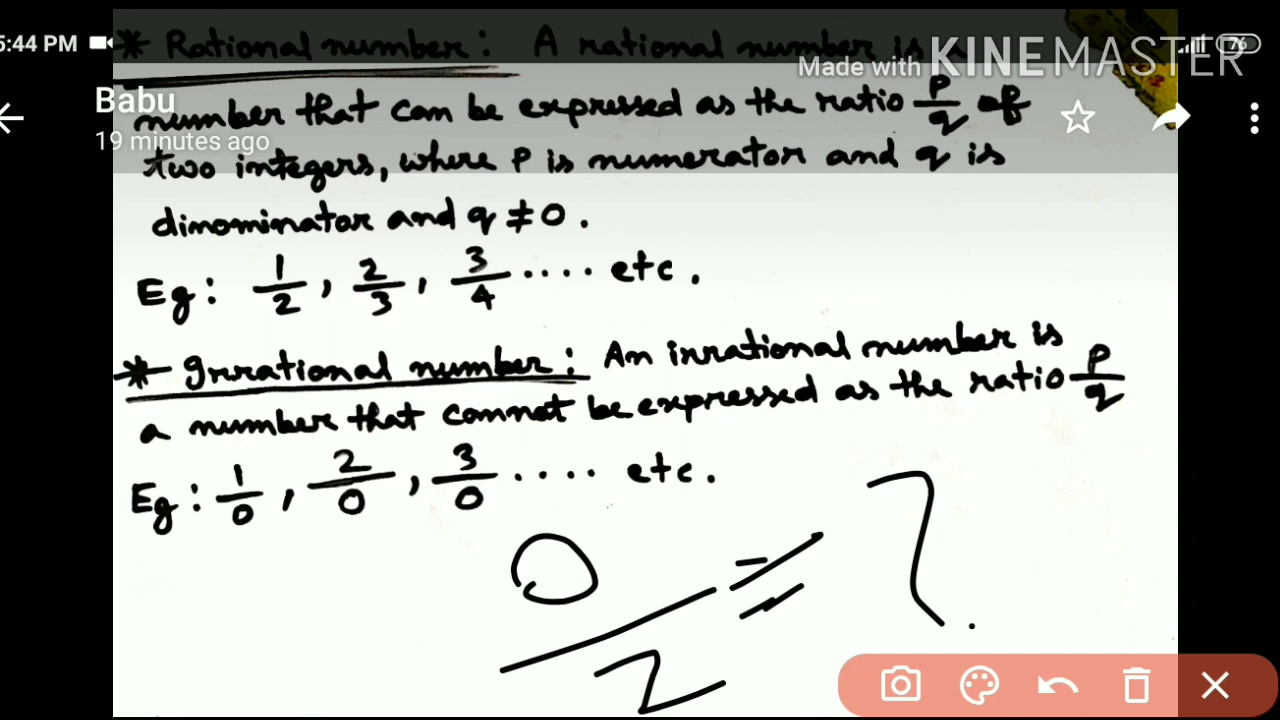 5:44 PM
76
Made with KINEMASTER
Babu
19 minutes ago
* Rational number: A rational number is a
number that can be expressed as the ratio p/q of
two integers, where P is numerator and q is
dinominator and q ≠ 0.
Eg: 1/2, 2/3, 3/4 .... etc.
* Irrational number: An irrational number is
a number that cannot be expressed as the ratio p/q
Eg: 1/0, 2/0, 3/0 .... etc.
0/2 = ?